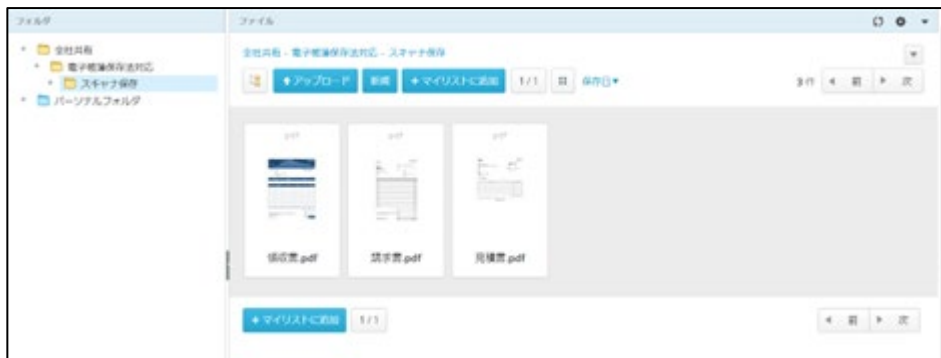 フォルダ
ファイル
全社共有
電子帳簿保存法対応
スキャナ保存
パーソナルフォルダ
全社共有 - 電子帳簿保存法対応 - スキャナ保存
アップロード 新規 +マイリストに追加 1/1 保存日▼
3件 前 次
pdf pdf pdf
領収書.pdf 請求書.pdf 見積書.pdf
+マイリストに追加 1/1
前 次